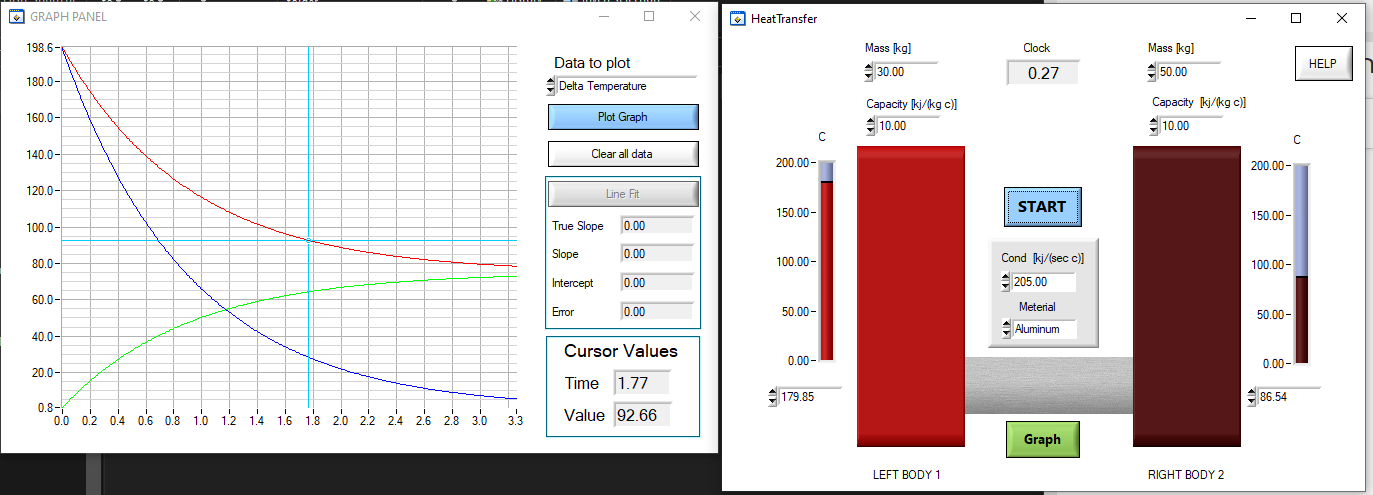 GRAPH PANEL
198.6
180.0
160.0
140.0
120.0
100.0
80.0
60.0
40.0
20.0
0.8
0.0 0.2 0.4 0.6 0.8 1.0 1.2 1.4 1.6 1.8 2.0 2.2 2.4 2.6 2.8 3.0 3.3
Data to plot
Delta Temperature
Plot Graph
Clear all data
Line Fit
True Slope 0.00
Slope 0.00
Intercept 0.00
Error 0.00
Cursor Values
Time 1.77
Value 92.66
HeatTransfer
Mass [kg]
30.00
Capacity [kj/(kg c)]
10.00
Clock
0.27
Mass [kg]
50.00
Capacity [kj/(kg c)]
10.00
HELP
C
200.00
150.00
100.00
50.00
0.00
179.85
START
Cond [kj/(sec c)]
205.00
Meterial
Aluminum
Graph
C
200.00
150.00
100.00
50.00
0.00
86.54
LEFT BODY 1
RIGHT BODY 2